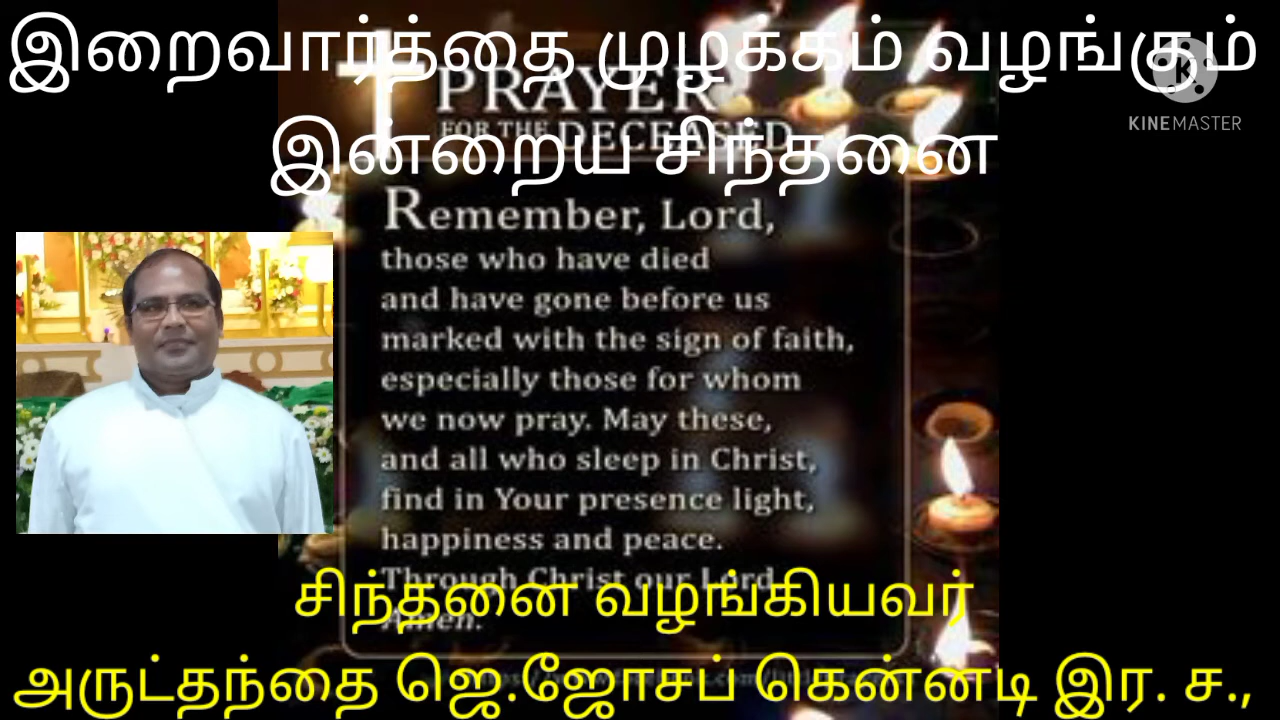 இறைவார்த்தை முழக்கம் வழங்கும்
PRAYER
FOR THE DECEASED
இன்றைய சிந்தனை
KINEMASTER
Remember, Lord,
those who have died
and have gone before us
marked with the sign of faith,
especially those for whom
we now pray. May these,
and all who sleep in Christ,
find in Your presence light,
happiness and peace.
Through Christ our Lord
Amen.
சிந்தனை வழங்கியவர்
அருட்தந்தை ஜெ.ஜோசப் கென்னடி இர. ச.,